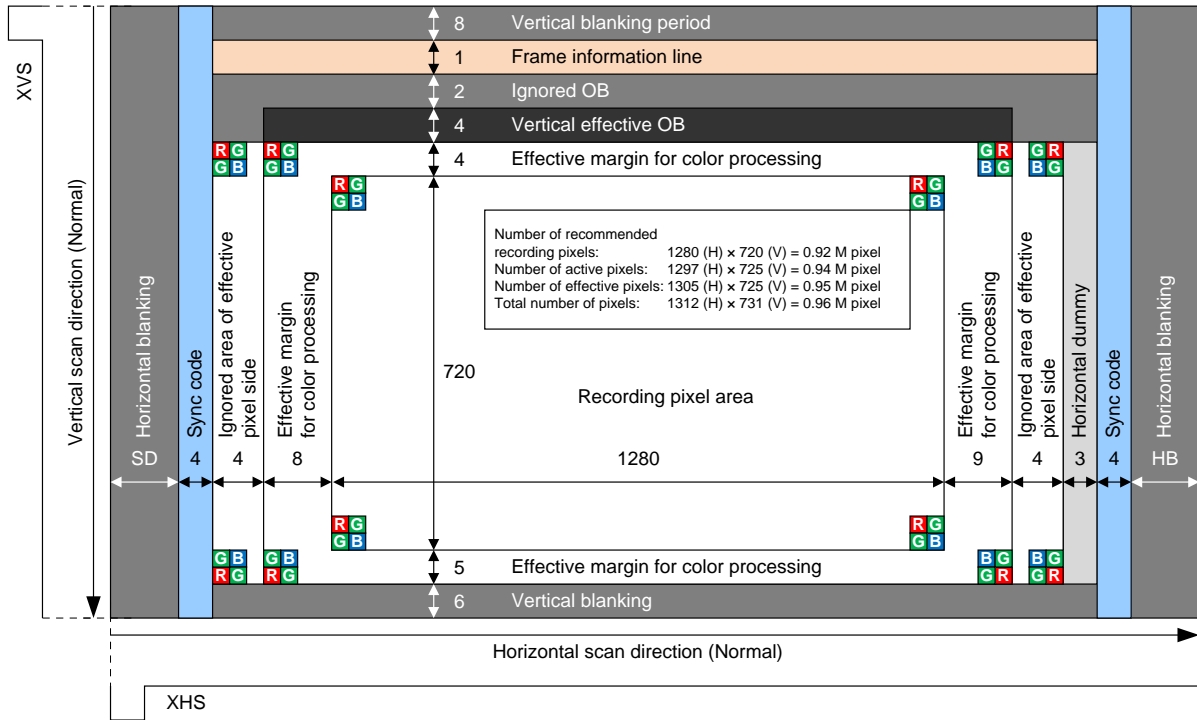 8 Vertical blanking period
1 Frame information line
2 Ignored OB
4 Vertical effective OB
4 Effective margin for color processing
XVS
Vertical scan direction (Normal)
R G R G G R G R
G B G B B G B G
R G R G
G B G B
Number of recommended
recording pixels: 1280 (H) × 720 (V) = 0.92 M pixel
Number of active pixels: 1297 (H) × 725 (V) = 0.94 M pixel
Number of effective pixels: 1305 (H) × 725 (V) = 0.95 M pixel
Total number of pixels: 1312 (H) × 731 (V) = 0.96 M pixel
Horizontal blanking
Sync code
Ignored area of effective
pixel side
Effective margin
for color processing
720
Recording pixel area
Effective margin
for color processing
Ignored area of effective
pixel side
Horizontal dummy
Sync code
Horizontal blanking
SD 4 4 8 1280 9 4 3 4 HB
R G R G
G B G B
G B G B B G B G
R G R G G R G R
5 Effective margin for color processing
6 Vertical blanking
Horizontal scan direction (Normal)
XHS